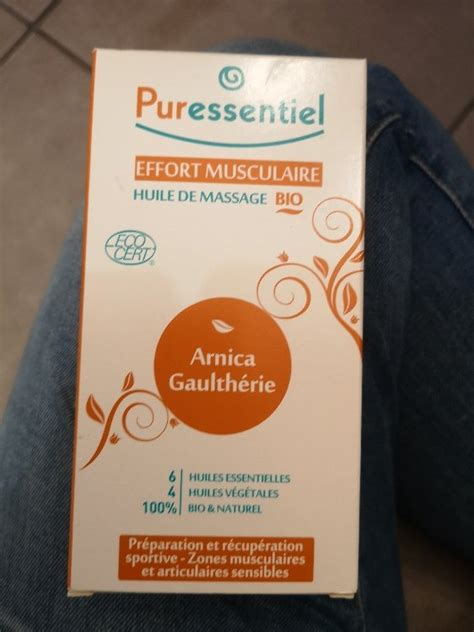 Puressentiel
EFFORT MUSCULAIRE
HUILE DE MASSAGE BIO
ECO
CERT
®
Arnica
Gaulthérie
6 HUILES ESSENTIELLES
4 HUILES VÉGÉTALES
100% BIO & NATUREL
Préparation et récupération
sportive - Zones musculaires
et articulaires sensibles